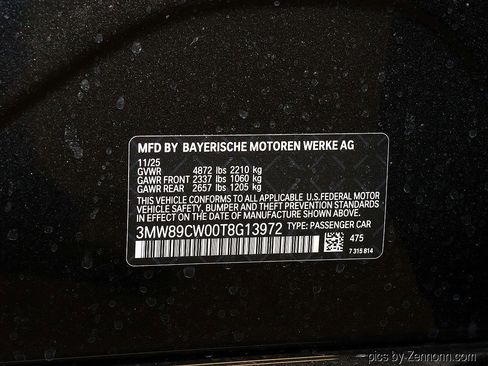 MFD BY BAYERISCHE MOTOREN WERKE AG
11/25
GVWR 4872 lbs 2210 kg
GAWR FRONT 2337 lbs 1060 kg
GAWR REAR 2657 lbs 1205 kg
THIS VEHICLE CONFORMS TO ALL APPLICABLE U.S.FEDERAL MOTOR
VEHICLE SAFETY, BUMPER AND THEFT PREVENTION STANDARDS
IN EFFECT ON THE DATE OF MANUFACTURE SHOWN ABOVE.
3MW89CW00T8G13972 TYPE: PASSENGER CAR
475
7 315 814
pics by Zennonn.com